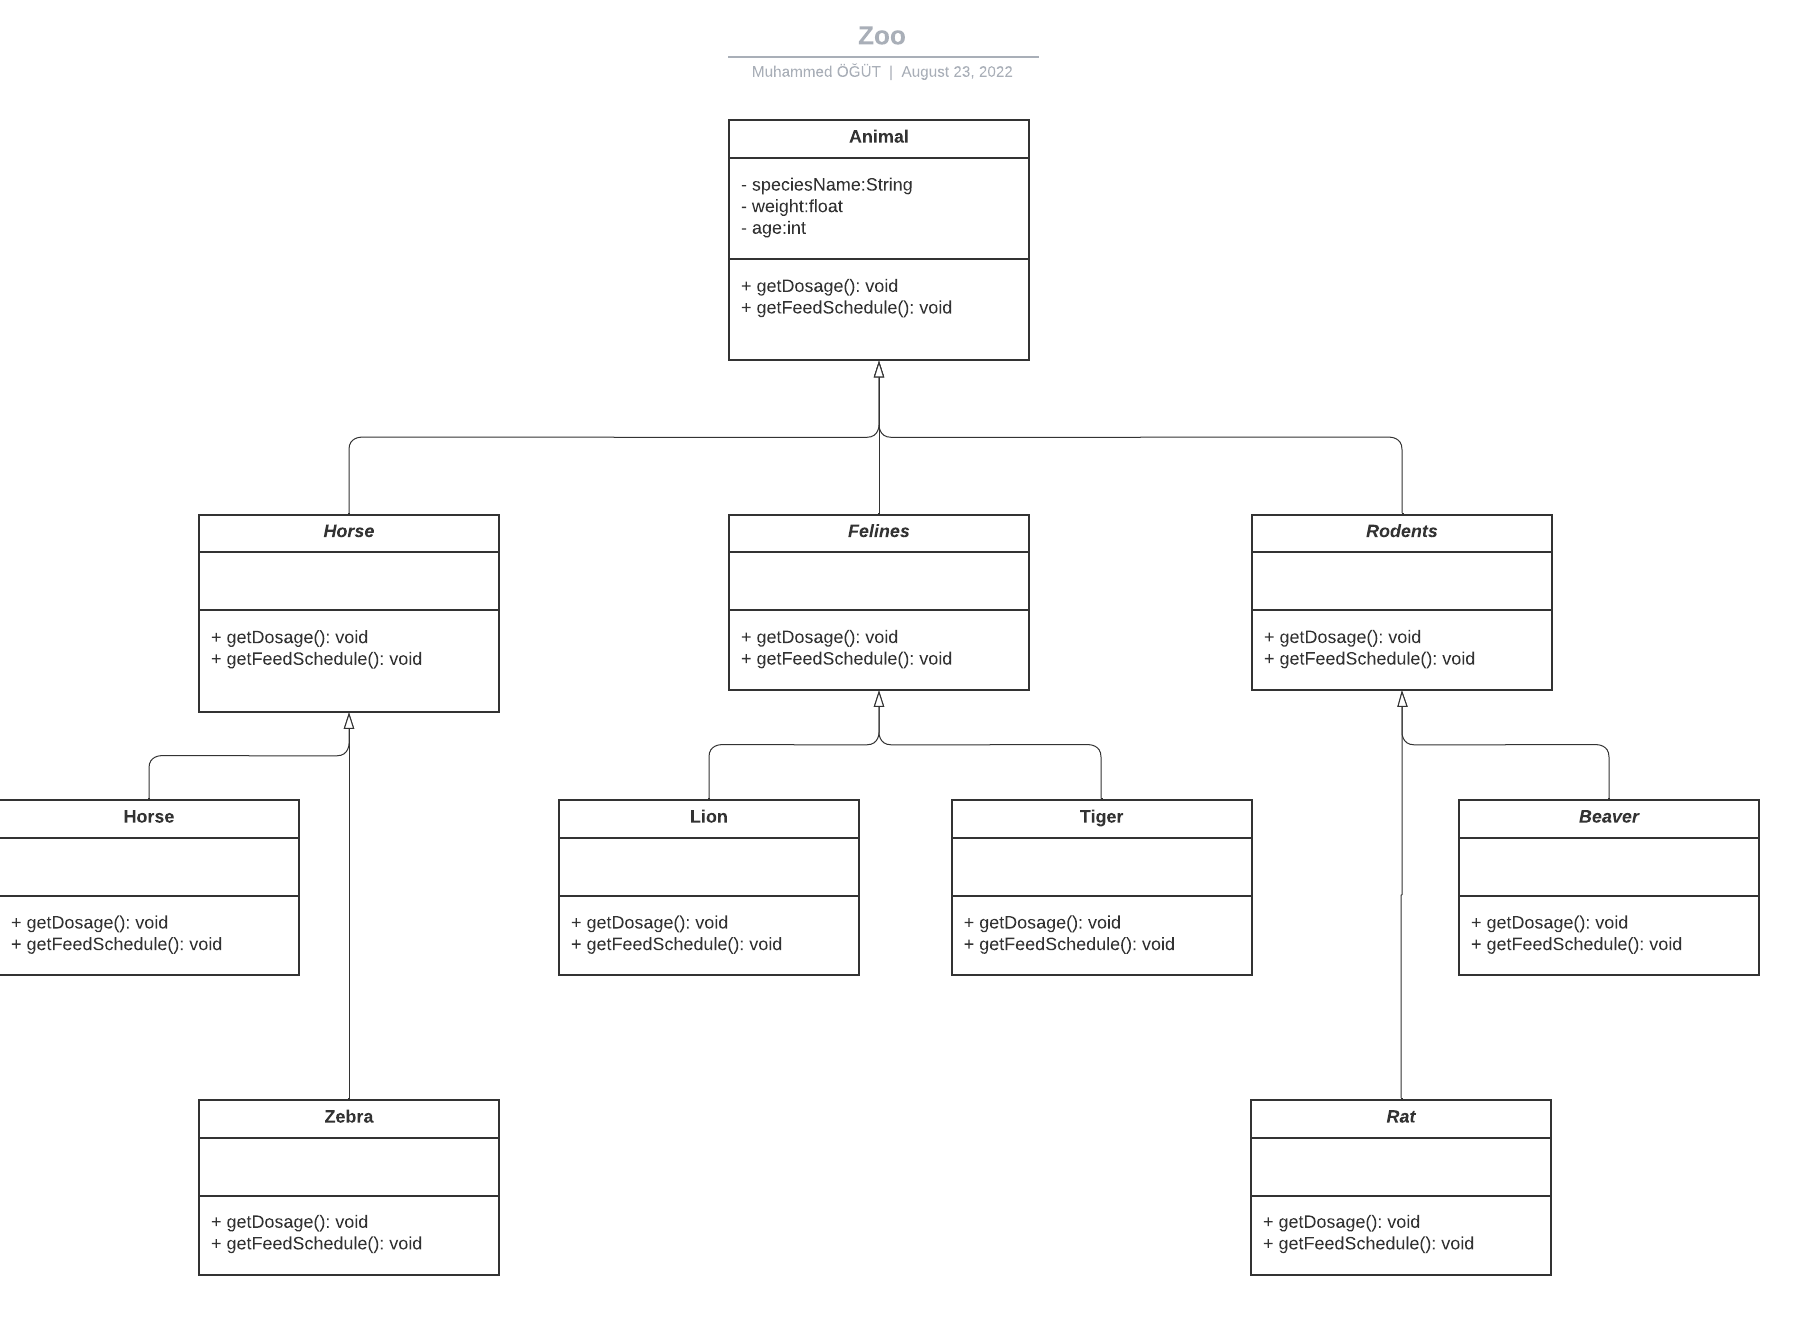 Zoo
Muhammed ÖĞÜT | August 23, 2022
Animal
- speciesName:String
- weight:float
- age:int
+ getDosage(): void
+ getFeedSchedule(): void
Horse
+ getDosage(): void
+ getFeedSchedule(): void
Felines
+ getDosage(): void
+ getFeedSchedule(): void
Rodents
+ getDosage(): void
+ getFeedSchedule(): void
Horse
+ getDosage(): void
+ getFeedSchedule(): void
Lion
+ getDosage(): void
+ getFeedSchedule(): void
Tiger
+ getDosage(): void
+ getFeedSchedule(): void
Beaver
+ getDosage(): void
+ getFeedSchedule(): void
Zebra
+ getDosage(): void
+ getFeedSchedule(): void
Rat
+ getDosage(): void
+ getFeedSchedule(): void